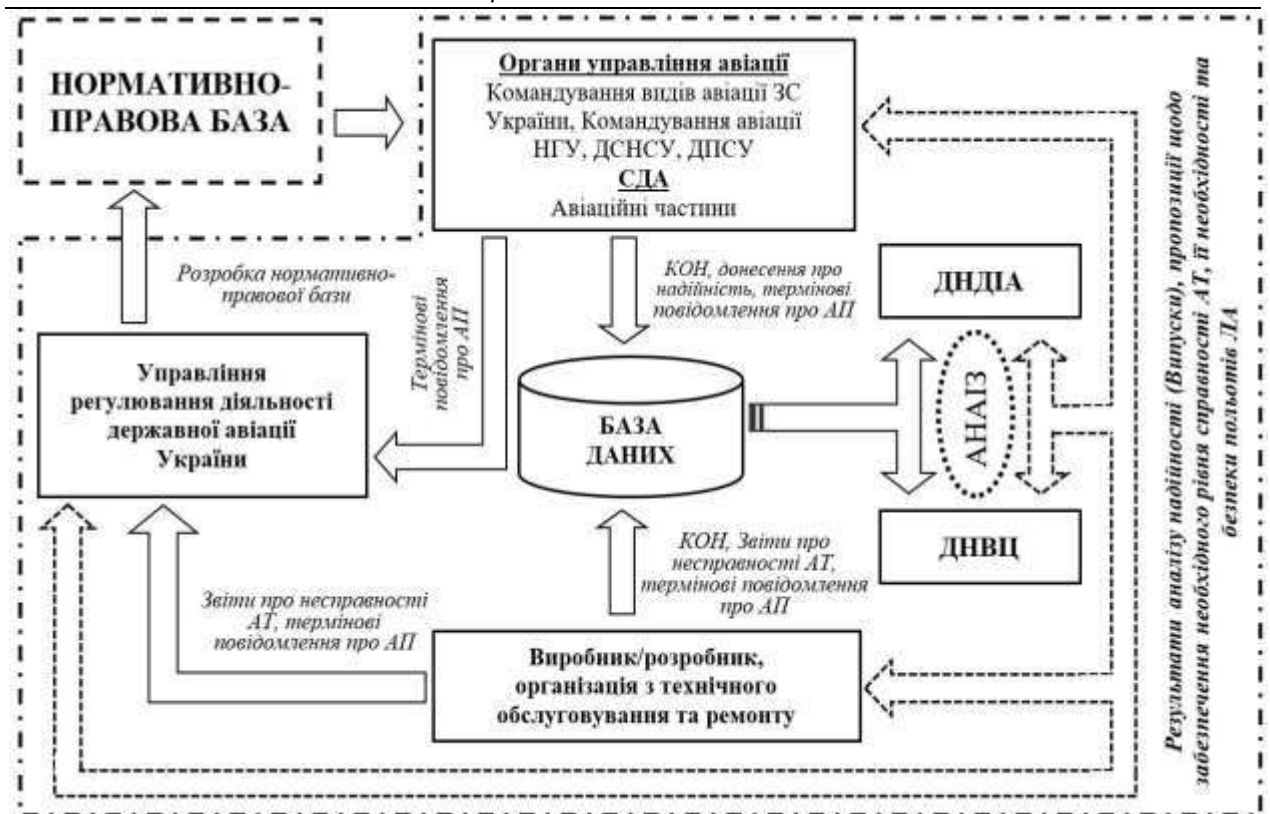 НОРМАТИВНО-
ПРАВОВА БАЗА
Органи управління авіації
Командування видів авіації ЗС
України, Командування авіації
НГУ, ДСНСУ, ДПСУ
СДА
Авіаційні частини
Розробка нормативно-
правової бази
Термінові
повідомлення
про АП
КОН, донесення про
надійність, термінові
повідомлення про АП
ДНДІА
Управління
регулювання діяльності
державної авіації
України
БАЗА
ДАНИХ
АНАІЗ
ДНВЦ
КОН, Звіти про
несправності АТ,
термінові повідомлення
про АП
Звіти про несправності
АТ, термінові
повідомлення про АП
Виробник/розробник,
організація з технічного
обслуговування та ремонту
Результати аналізу надійності (Випуски), пропозиції щодо
забезпечення необхідного рівня справності АТ, її необхідності та
безпеки польотів ЛА